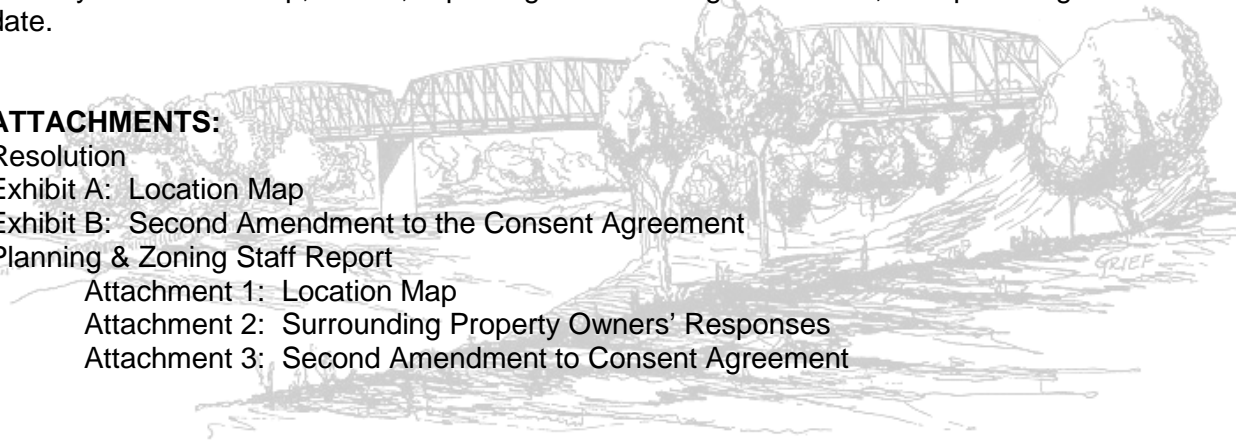 date.
ATTACHMENTS:
Resolution
Exhibit A: Location Map
Exhibit B: Second Amendment to the Consent Agreement
Planning & Zoning Staff Report
Attachment 1: Location Map
Attachment 2: Surrounding Property Owners’ Responses
Attachment 3: Second Amendment to Consent Agreement
GRIEF